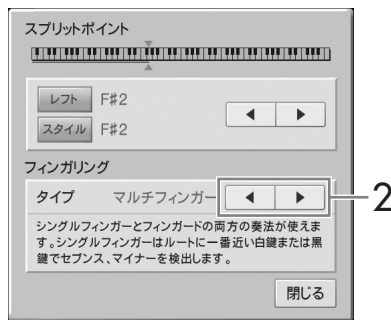 スプリットポイント
レフト F#2
スタイル F#2
フィンガリング
タイプ マルチフィンガー
2
シングルフィンガーとフィンガードの両方の奏法が使えま
す。シングルフィンガーはルートに一番近い白鍵または黒
鍵でセブンス、マイナーを検出します。
閉じる